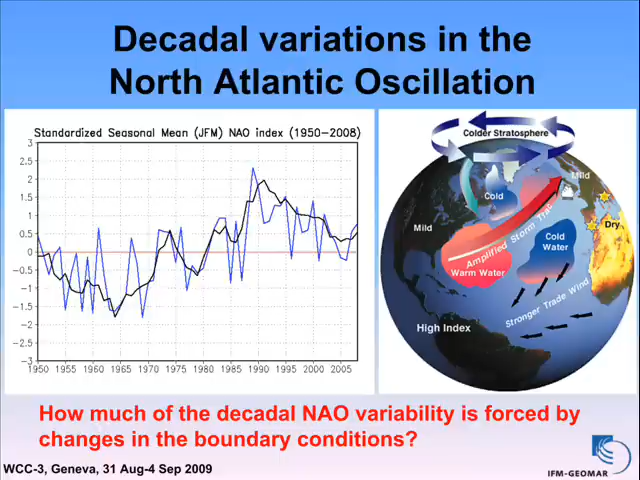 Decadal variations in the
North Atlantic Oscillation
Standardized Seasonal Mean (JFM) NAO index (1950-2008)
3
2.5
2
1.5
1
0.5
0
-0.5
-1
-1.5
-2
-2.5
-3
1950 1955 1960 1965 1970 1975 1980 1985 1990 1995 2000 2005
Colder Stratosphere
Mild
Cold
Mild
Dry
Amplified Storm Trac
Cold
Water
Warm Water
Stronger Trade Wind
High Index
How much of the decadal NAO variability is forced by
changes in the boundary conditions?
WCC-3, Geneva, 31 Aug-4 Sep 2009
IFM-GEOMAR